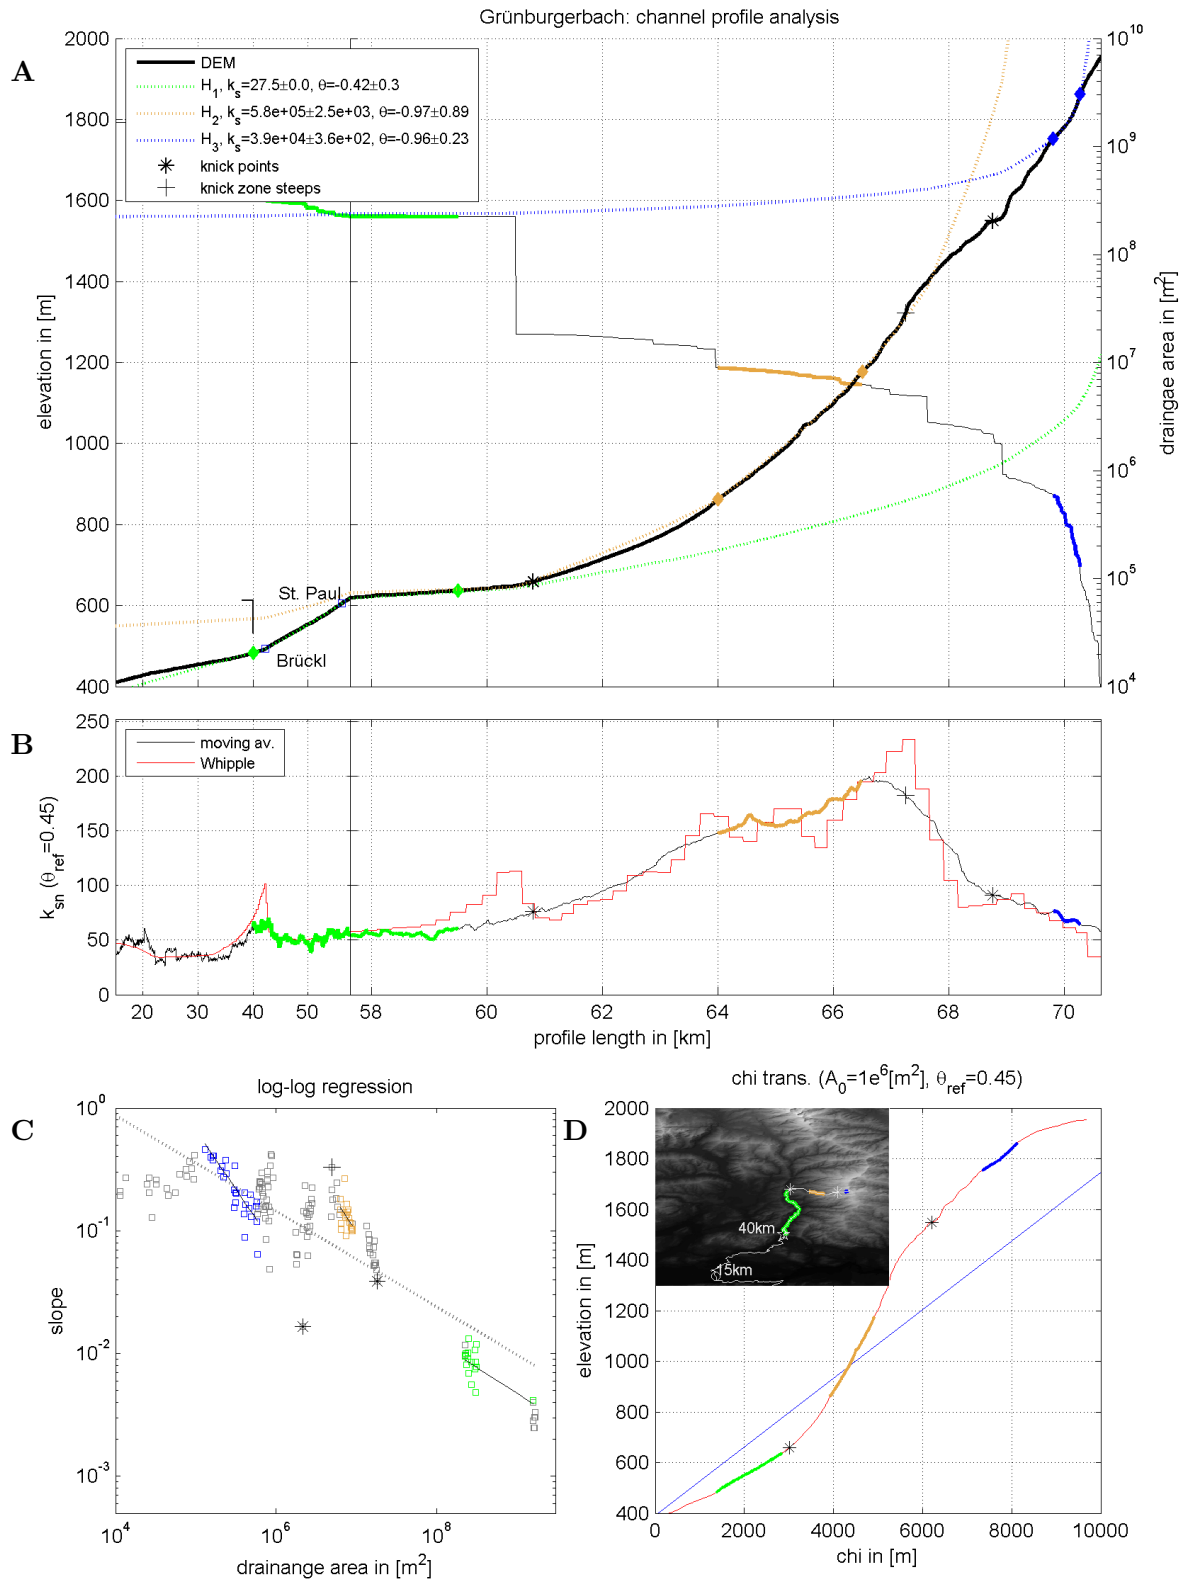 Grünburgerbach: channel profile analysis
A
DEM
H1, ks=27.5±0.0, θ=-0.42±0.3
H2, ks=5.8e+05±2.5e+03, θ=-0.97±0.89
H3, ks=3.9e+04±3.6e+02, θ=-0.96±0.23
knick points
knick zone steps
2000
1800
1600
1400
1200
1000
800
600
400
elevation in [m]
10^10
10^9
10^8
10^7
10^6
10^5
10^4
draingae area in [m^2]
St. Paul
Brückl
B
moving av.
Whipple
250
200
150
100
50
0
ksn (θref=0.45)
20 30 40 50 58 60 62 64 66 68 70
profile length in [km]
C
log-log regression
10^0
10^-1
10^-2
10^-3
slope
10^4 10^6 10^8
drainange area in [m^2]
chi trans. (A0=1e^6[m^2], θref=0.45)
D
2000
1800
1600
1400
1200
1000
800
600
400
elevation in [m]
40km
15km
0 2000 4000 6000 8000 10000
chi in [m]